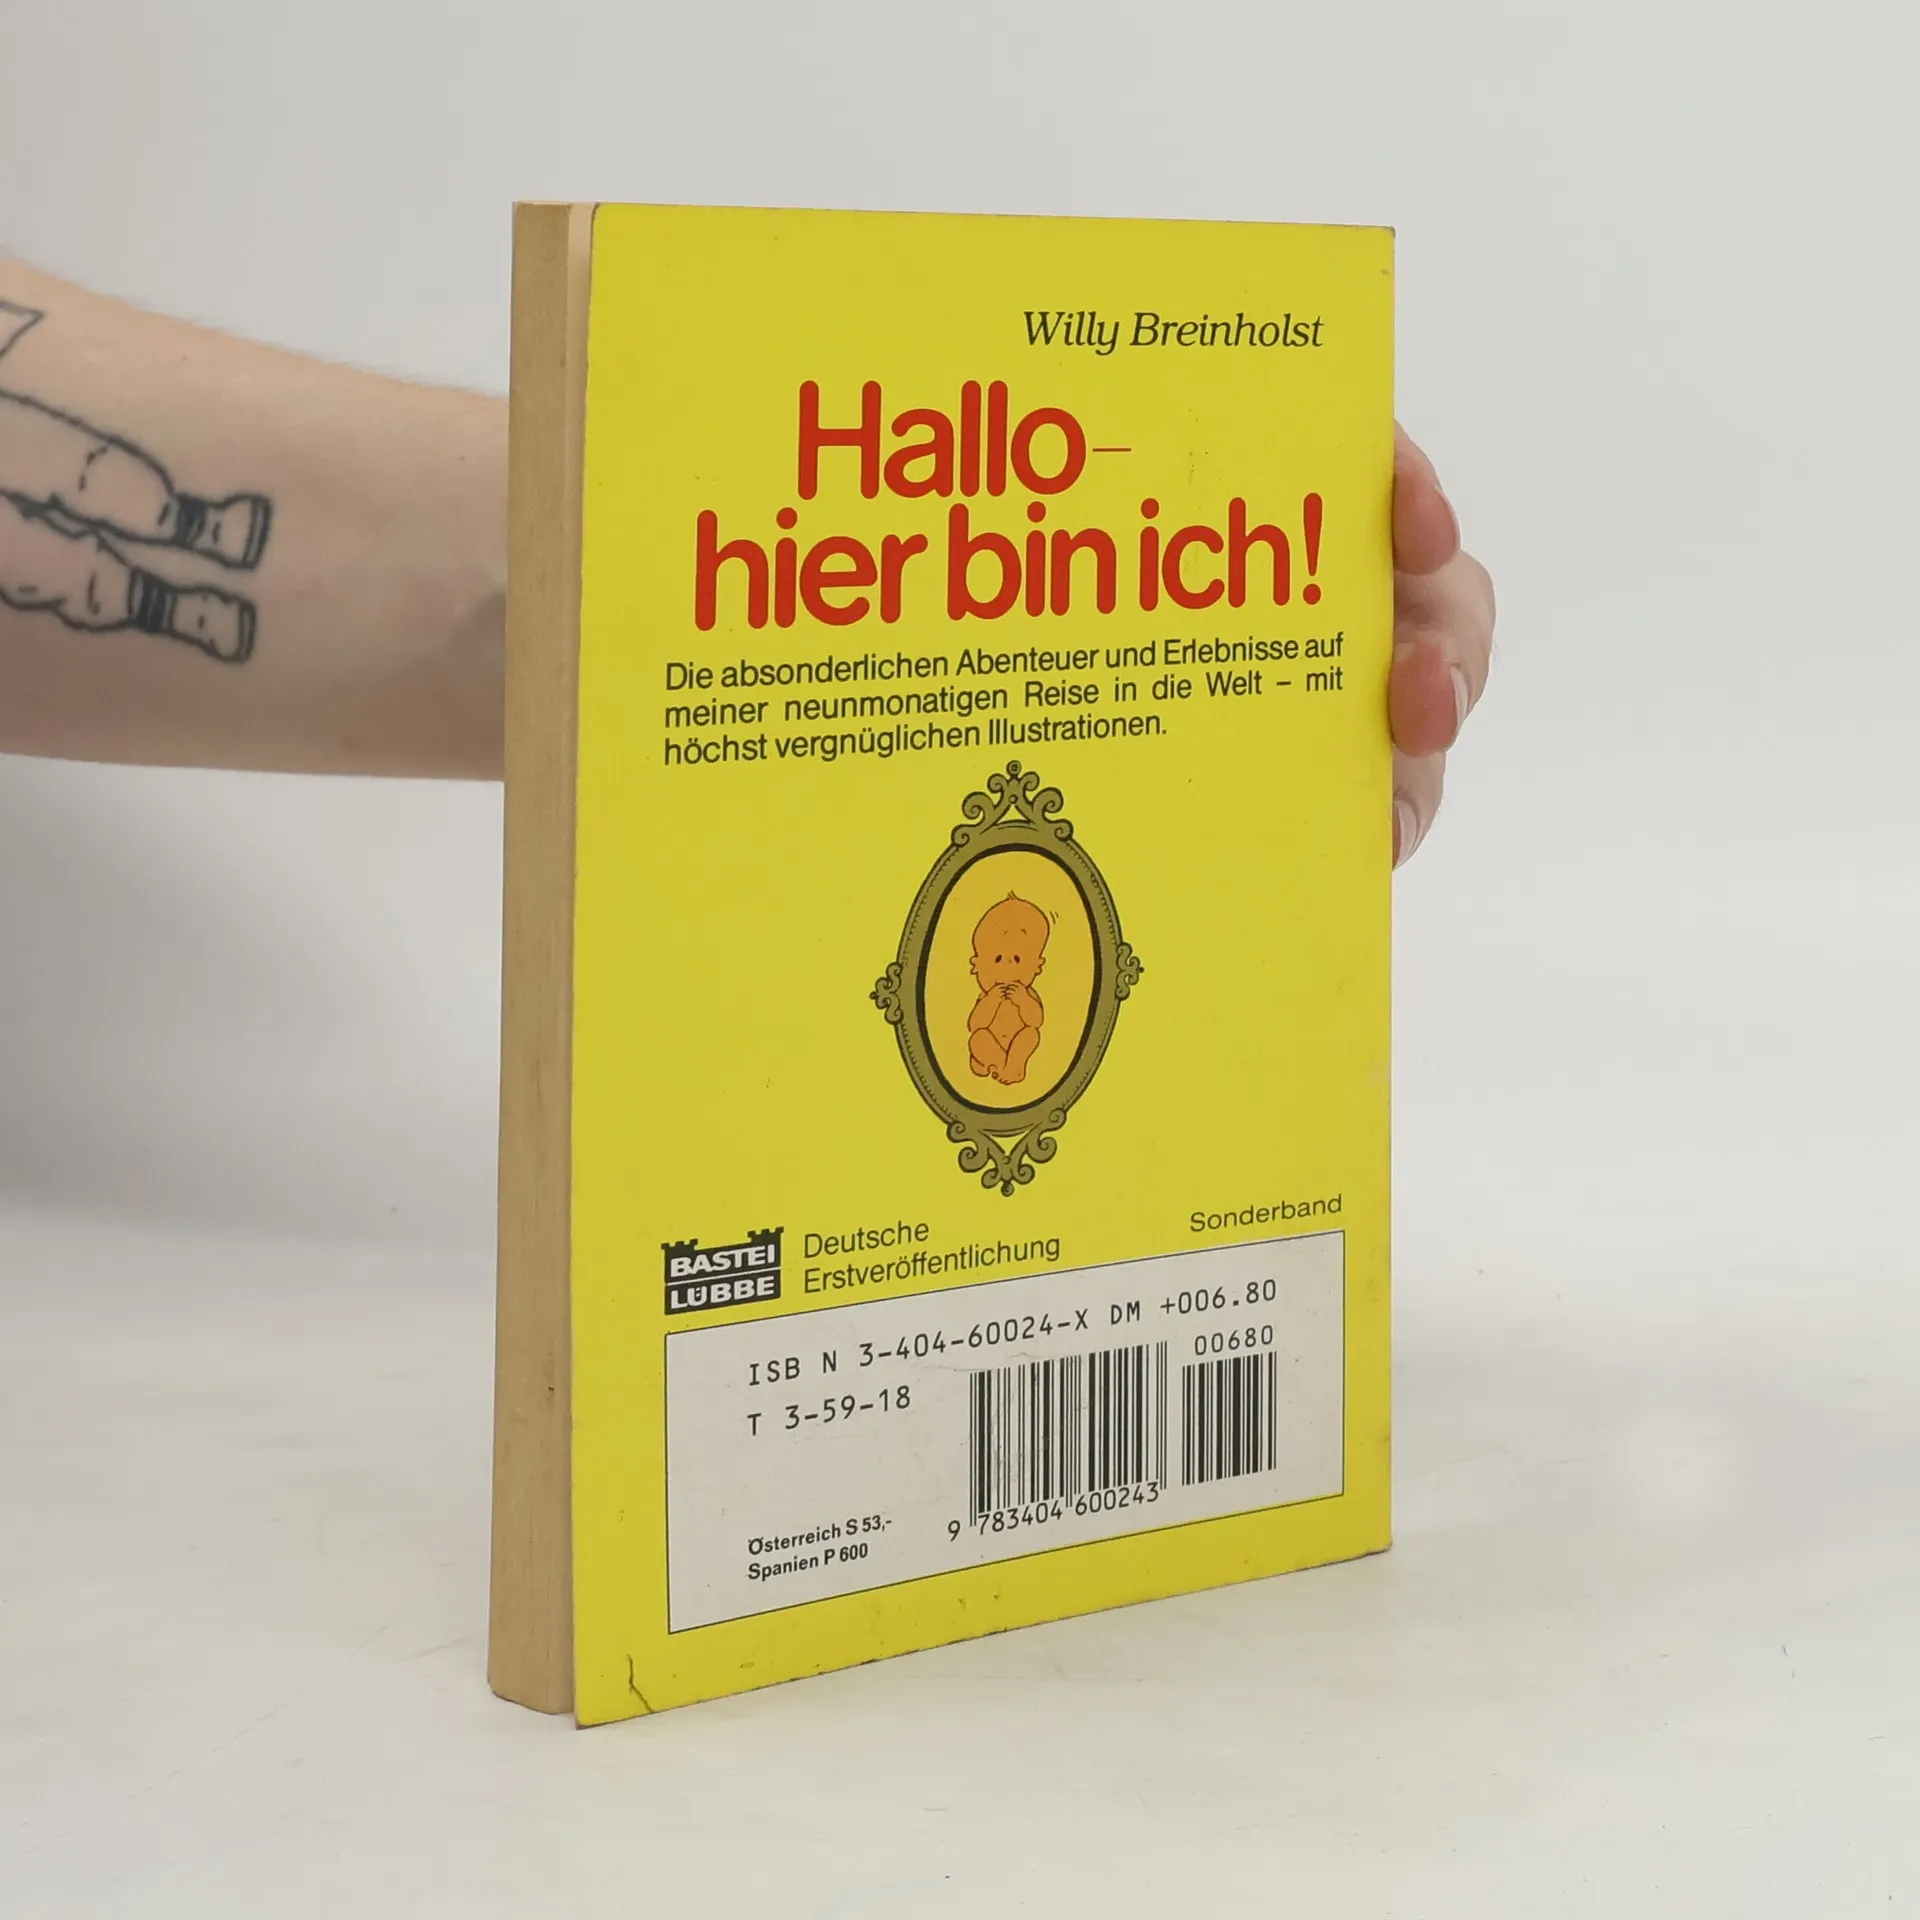 Willy Breinholst
Hallo–
hier bin ich!
Die absonderlichen Abenteuer und Erlebnisse auf
meiner neunmonatigen Reise in die Welt – mit
höchst vergnüglichen Illustrationen.
BASTEI
LÜBBE
Deutsche
Erstveröffentlichung
Sonderband
ISB N 3-404-60024-X DM +006.80
00680
T 3-59-18
9 783404 600243
Österreich S 53,-
Spanien P 600